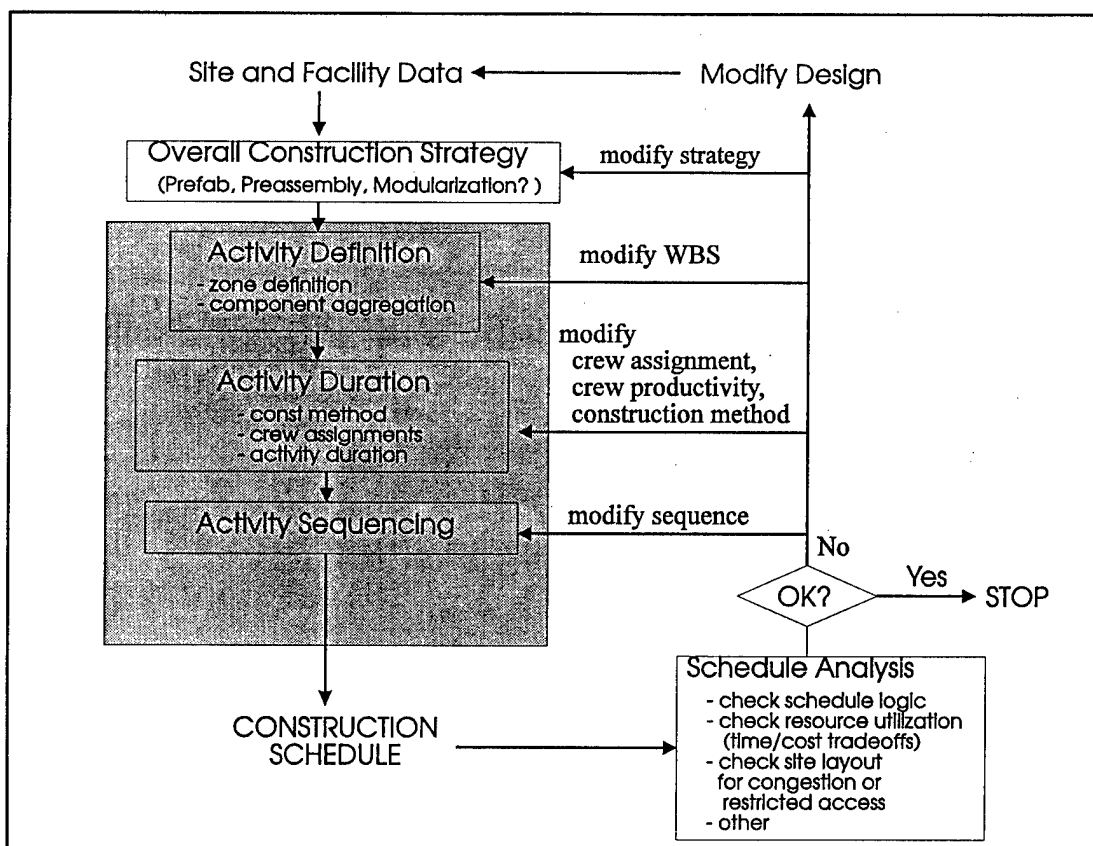 Site and Facility Data
Modify Design
Overall Construction Strategy
(Prefab, Preassembly, Modularization? )
modify strategy
Activity Definition
- zone definition
- component aggregation
modify WBS
Activity Duration
- const method
- crew assignments
- activity duration
modify
crew assignment,
crew productivity,
construction method
Activity Sequencing
modify sequence
No
OK?
Yes
STOP
CONSTRUCTION
SCHEDULE
Schedule Analysis
- check schedule logic
- check resource utilization
(time/cost tradeoffs)
- check site layout
for congestion or
restricted access
- other